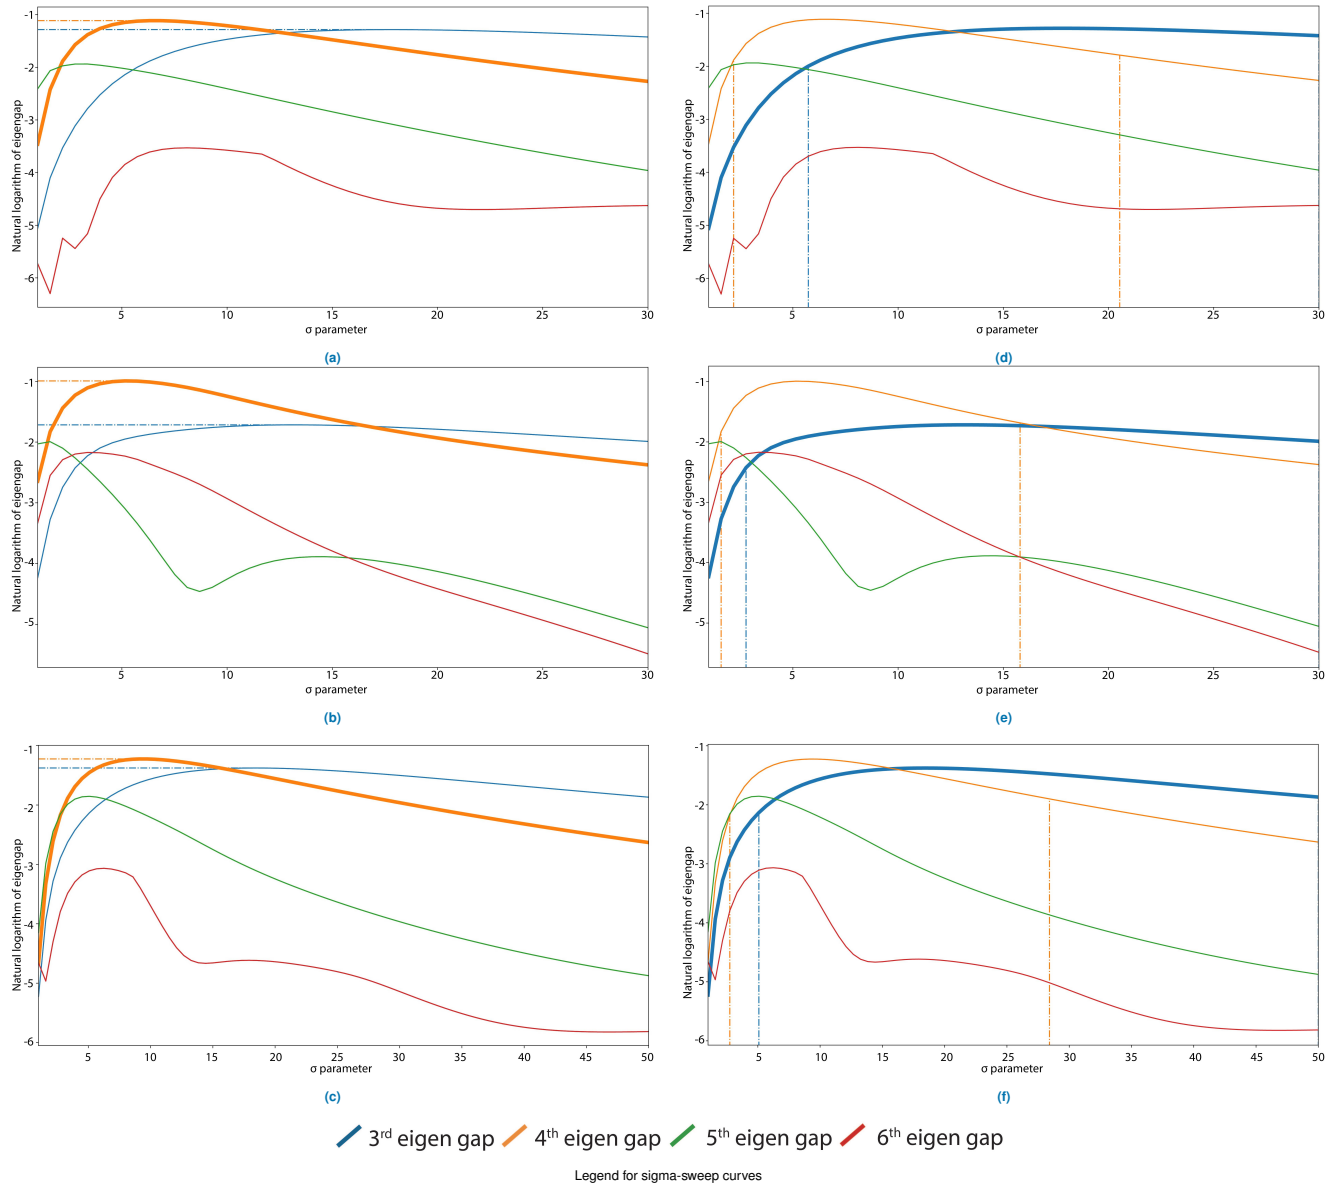 -1
-2
-3
-4
-5
-6
Natural logarithm of eigengap
5 10 15 20 25 30
σ parameter
(a)
-1
-2
-3
-4
-5
-6
Natural logarithm of eigengap
5 10 15 20 25 30
σ parameter
(d)
-1
-2
-3
-4
-5
Natural logarithm of eigengap
5 10 15 20 25 30
σ parameter
(b)
-1
-2
-3
-4
-5
Natural logarithm of eigengap
5 10 15 20 25 30
σ parameter
(e)
-1
-2
-3
-4
-5
-6
Natural logarithm of eigengap
5 10 15 20 25 30 35 40 45 50
σ parameter
(c)
-1
-2
-3
-4
-5
-6
Natural logarithm of eigengap
5 10 15 20 25 30 35 40 45 50
σ parameter
(f)
3rd eigen gap 4th eigen gap 5th eigen gap 6th eigen gap
Legend for sigma-sweep curves